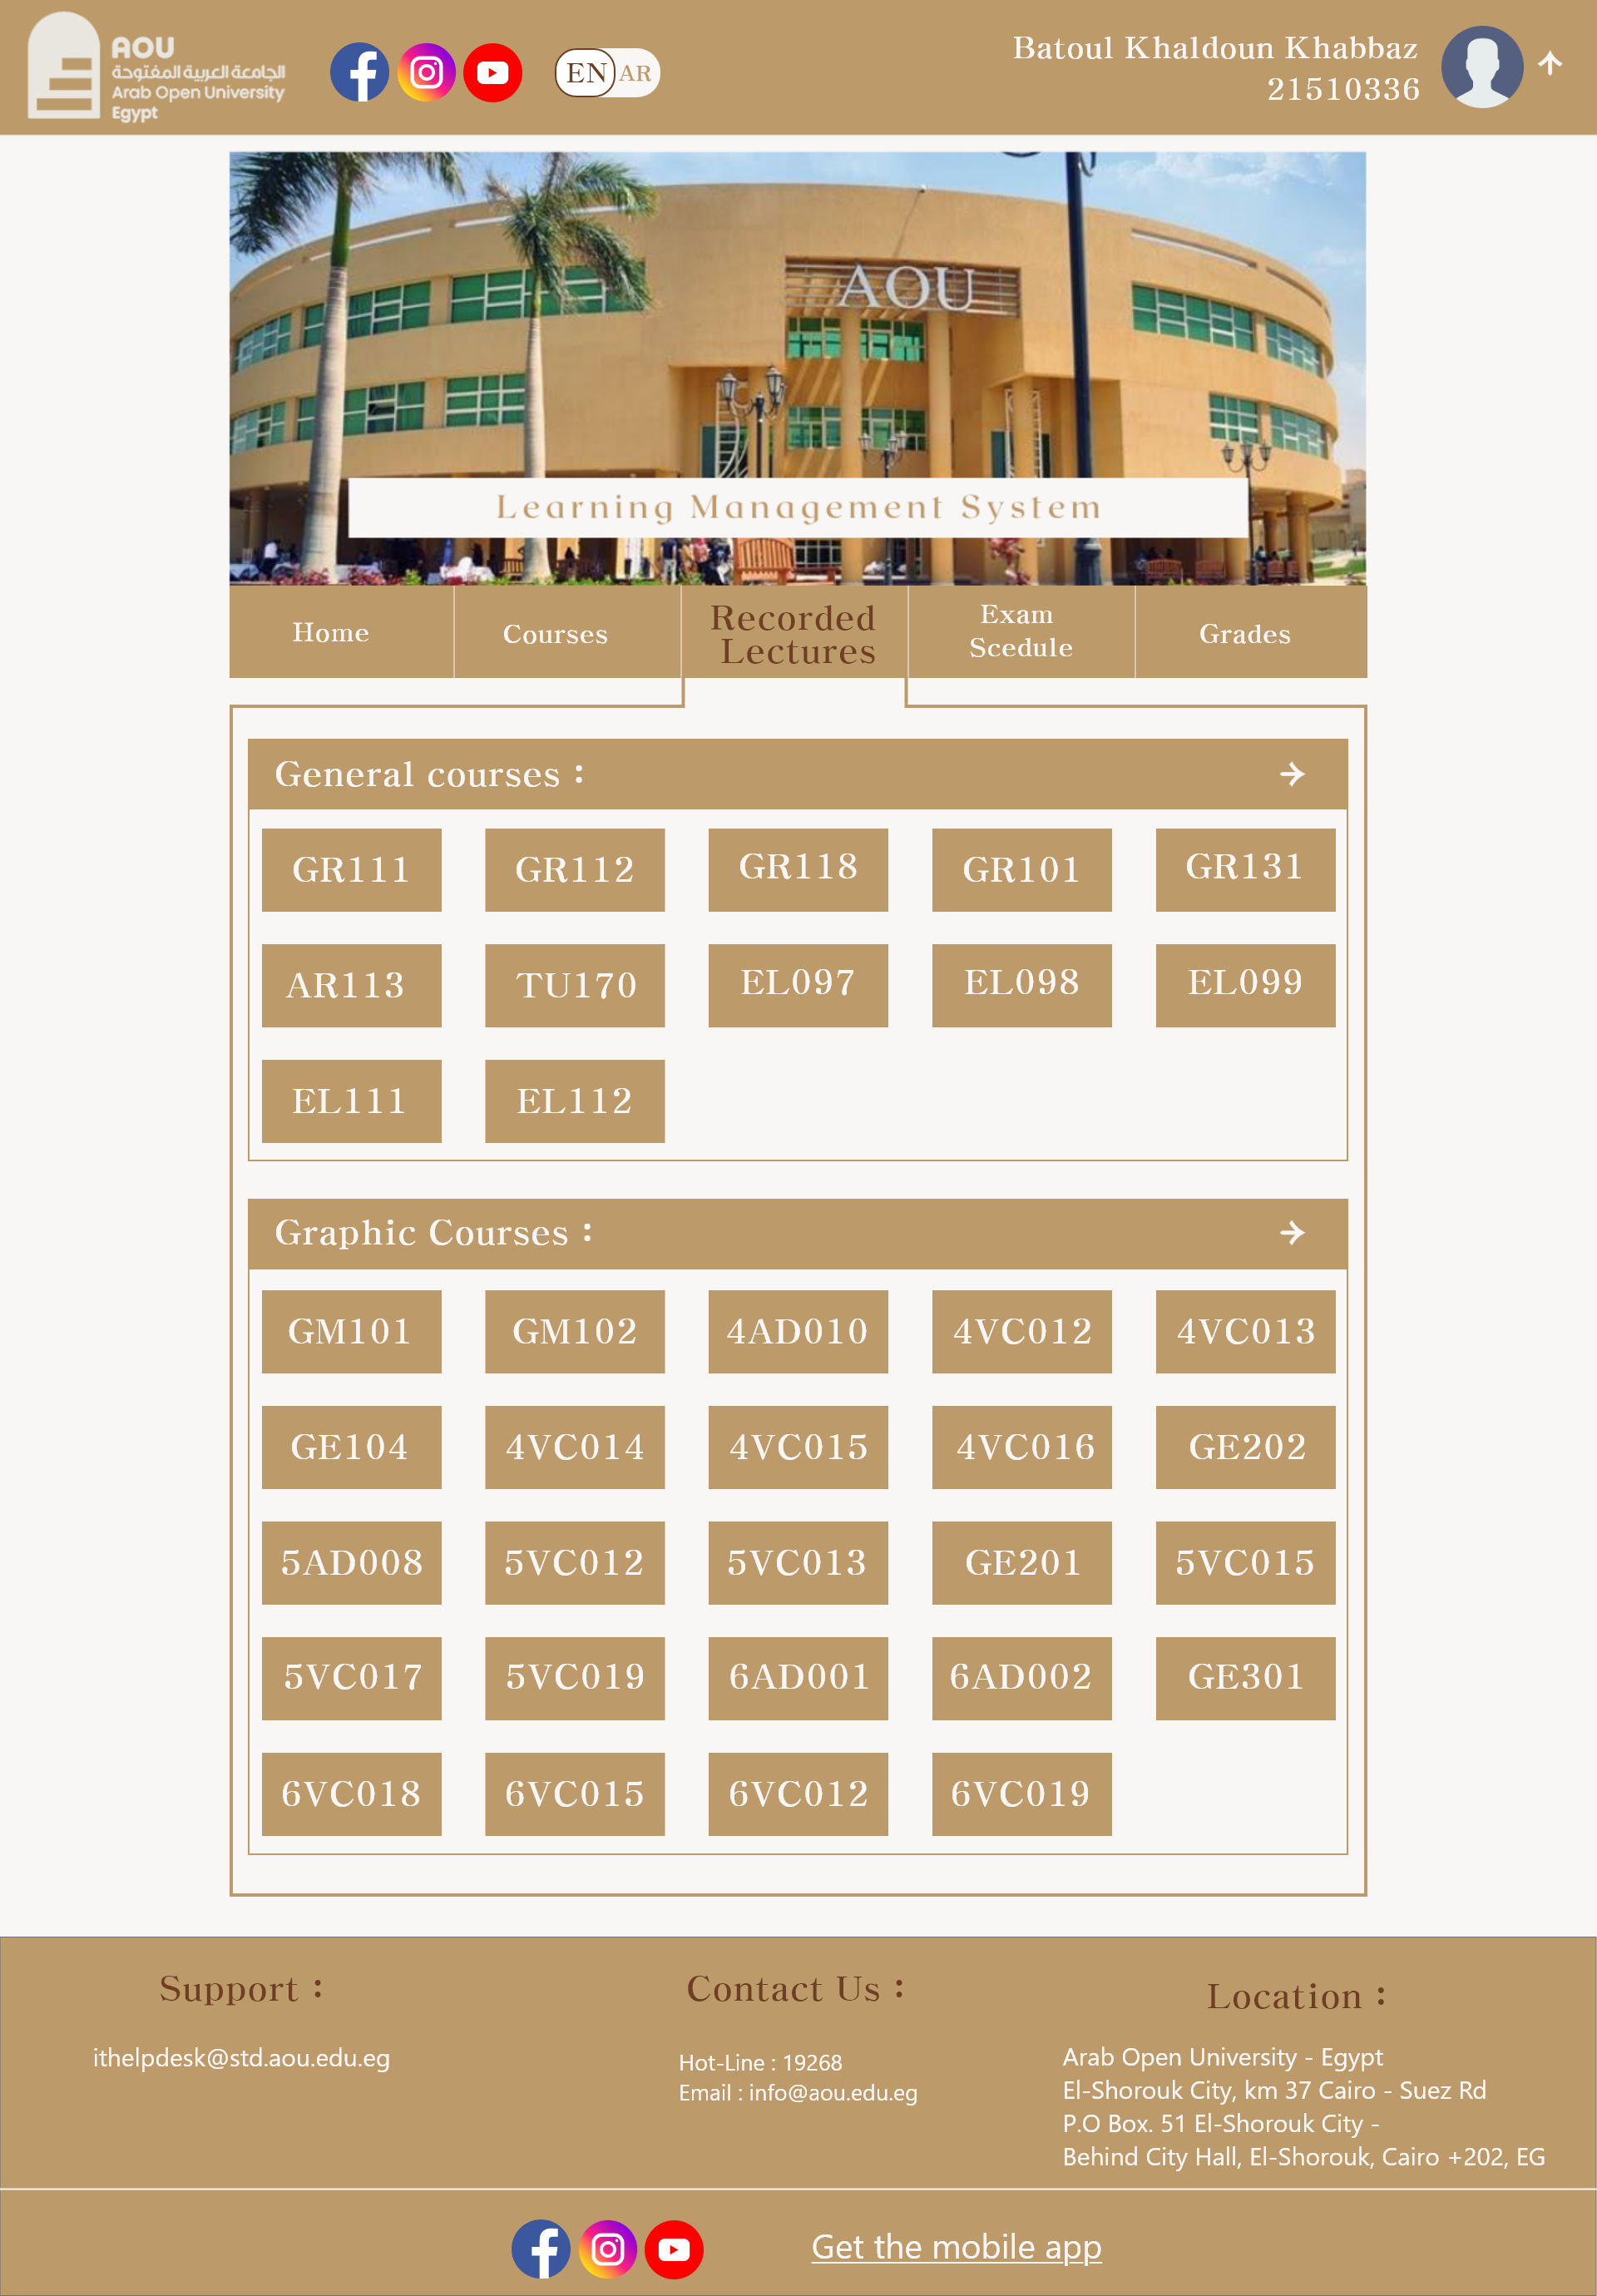 AOU
الجامعة العربية المفتوحة
Arab Open University
Egypt
EN AR
Batoul Khaldoun Khabbaz
21510336
AOU
Learning Management System
Home
Courses
Recorded
Lectures
Exam
Scedule
Grades
General courses :
GR111 GR112 GR118 GR101 GR131
AR113 TU170 EL097 EL098 EL099
EL111 EL112
Graphic Courses :
GM101 GM102 4AD010 4VC012 4VC013
GE104 4VC014 4VC015 4VC016 GE202
5AD008 5VC012 5VC013 GE201 5VC015
5VC017 5VC019 6AD001 6AD002 GE301
6VC018 6VC015 6VC012 6VC019
Support :
ithelpdesk@std.aou.edu.eg
Contact Us :
Hot-Line : 19268
Email : info@aou.edu.eg
Location :
Arab Open University - Egypt
El-Shorouk City, km 37 Cairo - Suez Rd
P.O Box. 51 El-Shorouk City -
Behind City Hall, El-Shorouk, Cairo +202, EG
Get the mobile app